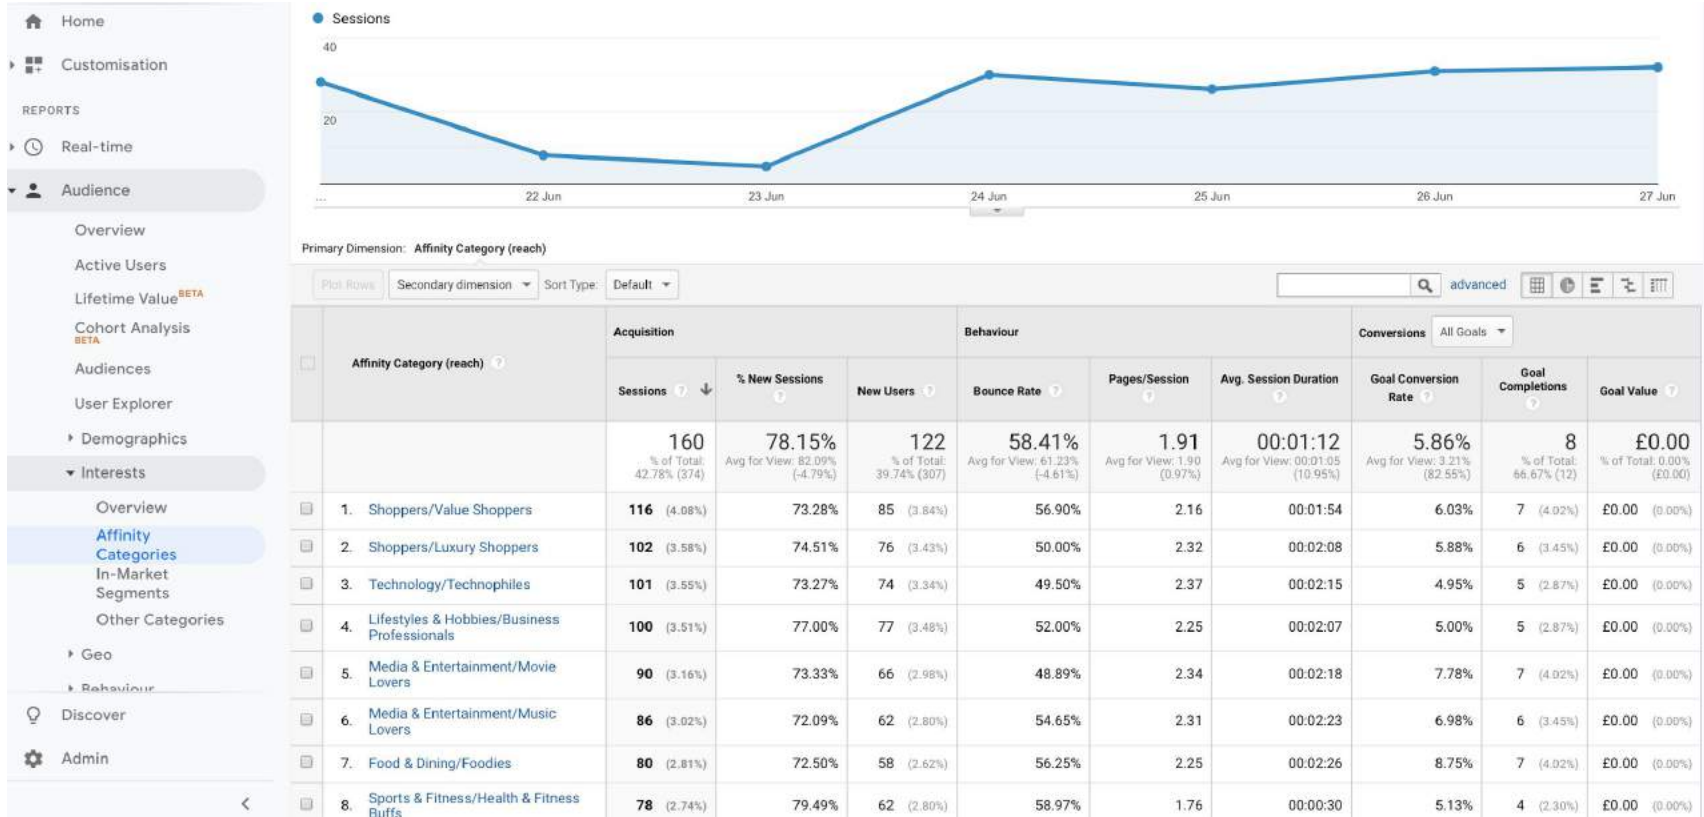 Home
Customisation
REPORTS
Real-time
Audience
Overview
Active Users
Lifetime Value BETA
Cohort Analysis
BETA
Audiences
User Explorer
Demographics
Interests
Overview
Affinity
Categories
In-Market
Segments
Other Categories
Geo
Behaviour
Discover
Admin
Sessions
40
20
...
22 Jun
23 Jun
24 Jun
25 Jun
26 Jun
27 Jun
Primary Dimension: Affinity Category (reach)
Plot Rows Secondary dimension Sort Type: Default advanced
Affinity Category (reach) ?
Acquisition
Behaviour
Conversions All Goals
Sessions ?
% New Sessions
?
New Users ?
Bounce Rate ?
Pages/Session
?
Avg. Session Duration
?
Goal Conversion
Rate ?
Goal
Completions
?
Goal Value ?
160
% of Total:
42.78% (374)
78.15%
Avg for View: 82.09%
(-4.79%)
122
% of Total:
39.74% (307)
58.41%
Avg for View: 61.23%
(-4.61%)
1.91
Avg for View: 1.90
(0.97%)
00:01:12
Avg for View: 00:01:05
(10.95%)
5.86%
Avg for View: 3.21%
(82.55%)
8
% of Total:
66.67% (12)
£0.00
% of Total: 0.00%
(£0.00)
1. Shoppers/Value Shoppers 116 (4.08%) 73.28% 85 (3.84%) 56.90% 2.16 00:01:54 6.03% 7 (4.02%) £0.00 (0.00%)
2. Shoppers/Luxury Shoppers 102 (3.58%) 74.51% 76 (3.43%) 50.00% 2.32 00:02:08 5.88% 6 (3.45%) £0.00 (0.00%)
3. Technology/Technophiles 101 (3.55%) 73.27% 74 (3.34%) 49.50% 2.37 00:02:15 4.95% 5 (2.87%) £0.00 (0.00%)
4. Lifestyles & Hobbies/Business
Professionals 100 (3.51%) 77.00% 77 (3.48%) 52.00% 2.25 00:02:07 5.00% 5 (2.87%) £0.00 (0.00%)
5. Media & Entertainment/Movie
Lovers 90 (3.16%) 73.33% 66 (2.98%) 48.89% 2.34 00:02:18 7.78% 7 (4.02%) £0.00 (0.00%)
6. Media & Entertainment/Music
Lovers 86 (3.02%) 72.09% 62 (2.80%) 54.65% 2.31 00:02:23 6.98% 6 (3.45%) £0.00 (0.00%)
7. Food & Dining/Foodies 80 (2.81%) 72.50% 58 (2.62%) 56.25% 2.25 00:02:26 8.75% 7 (4.02%) £0.00 (0.00%)
8. Sports & Fitness/Health & Fitness
Buffs 78 (2.74%) 79.49% 62 (2.80%) 58.97% 1.76 00:00:30 5.13% 4 (2.30%) £0.00 (0.00%)